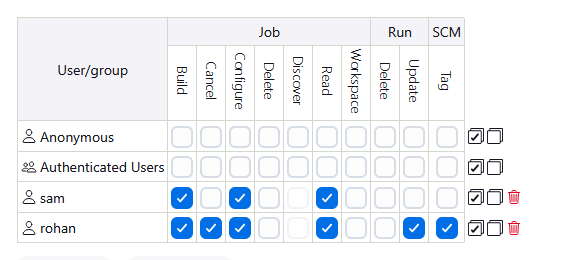 User/group
Job
Run
SCM
Build
Cancel
Configure
Delete
Discover
Read
Workspace
Delete
Update
Tag
Anonymous
Authenticated Users
sam
rohan